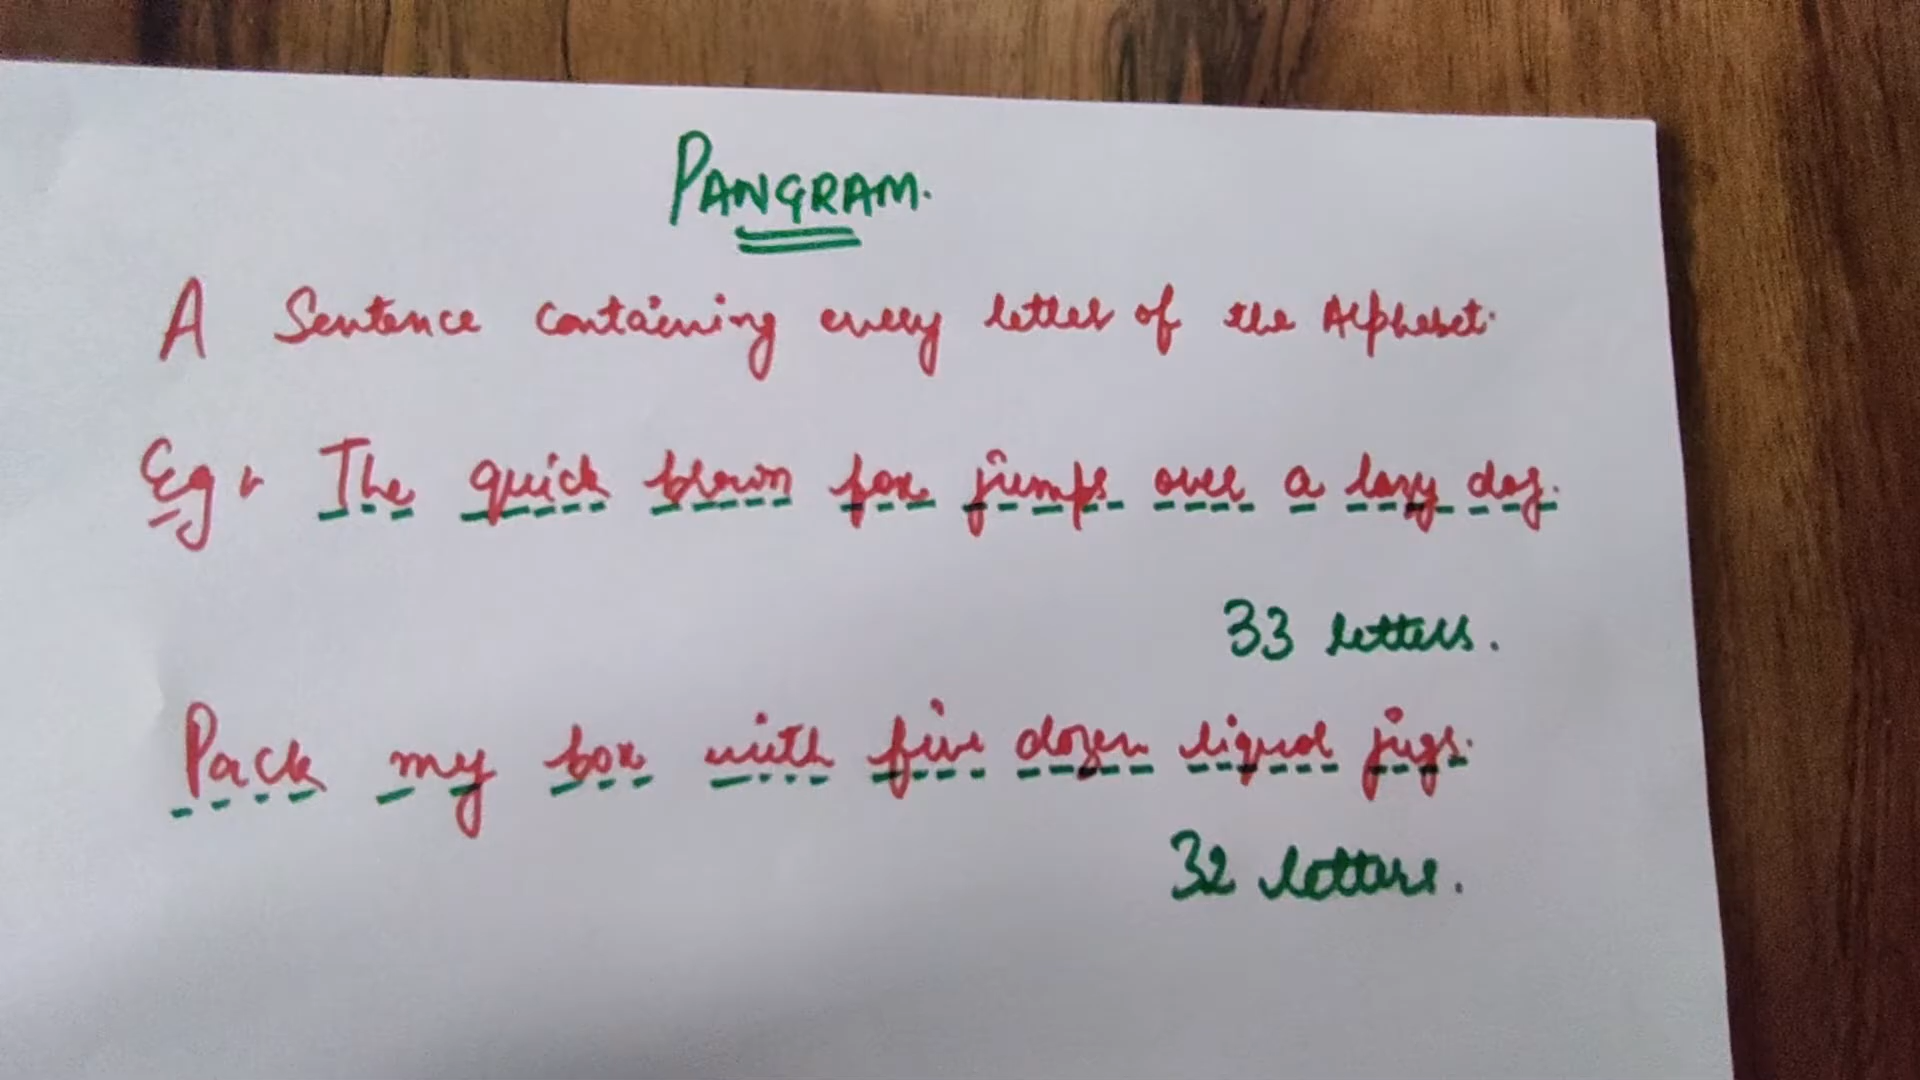 PANGRAM.
A Sentence containing every letter of the Alphabet.
Eg:- The quick brown fox jumps over a lazy dog.
33 letters.
Pack my box with five dozen liquid jugs.
32 letters.